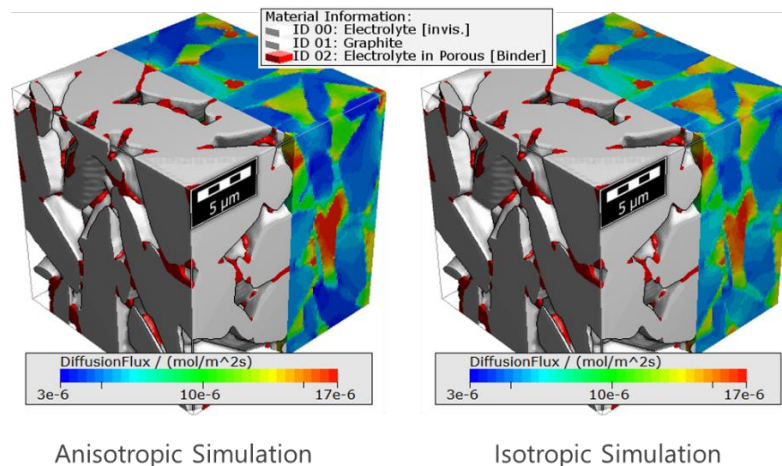 Material Information:
ID 00: Electrolyte [invis.]
ID 01: Graphite
ID 02: Electrolyte in Porous [Binder]
5 µm
5 µm
DiffusionFlux / (mol/m^2s)
3e-6 10e-6 17e-6
DiffusionFlux / (mol/m^2s)
3e-6 10e-6 17e-6
Anisotropic Simulation
Isotropic Simulation